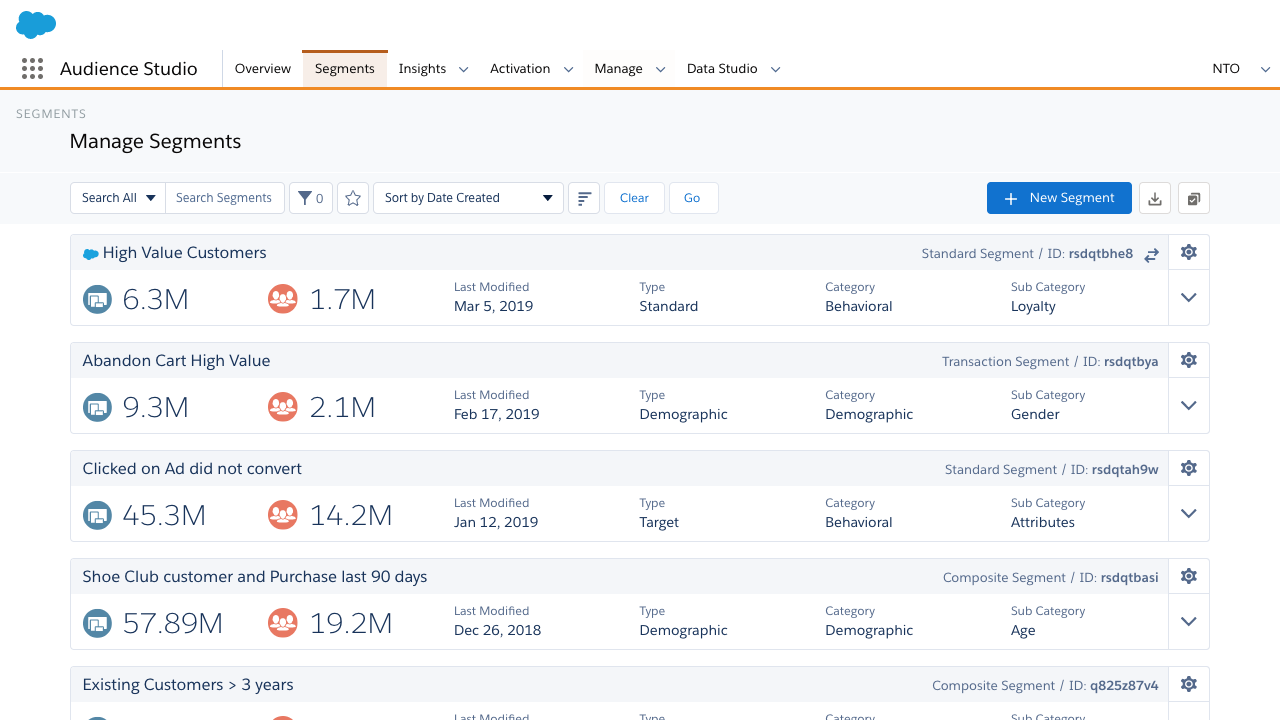 Audience Studio
Overview
Segments
Insights
Activation
Manage
Data Studio
NTO
SEGMENTS
Manage Segments
Search All
Search Segments
0
Sort by Date Created
Clear
Go
New Segment
High Value Customers
Standard Segment / ID: rsdqtbhe8
6.3M
1.7M
Last Modified
Mar 5, 2019
Type
Standard
Category
Behavioral
Sub Category
Loyalty
Abandon Cart High Value
Transaction Segment / ID: rsdqtbya
9.3M
2.1M
Last Modified
Feb 17, 2019
Type
Demographic
Category
Demographic
Sub Category
Gender
Clicked on Ad did not convert
Standard Segment / ID: rsdqtah9w
45.3M
14.2M
Last Modified
Jan 12, 2019
Type
Target
Category
Behavioral
Sub Category
Attributes
Shoe Club customer and Purchase last 90 days
Composite Segment / ID: rsdqtbasi
57.89M
19.2M
Last Modified
Dec 26, 2018
Type
Demographic
Category
Demographic
Sub Category
Age
Existing Customers > 3 years
Composite Segment / ID: q825z87v4
Last Modified
Type
Category
Sub Category